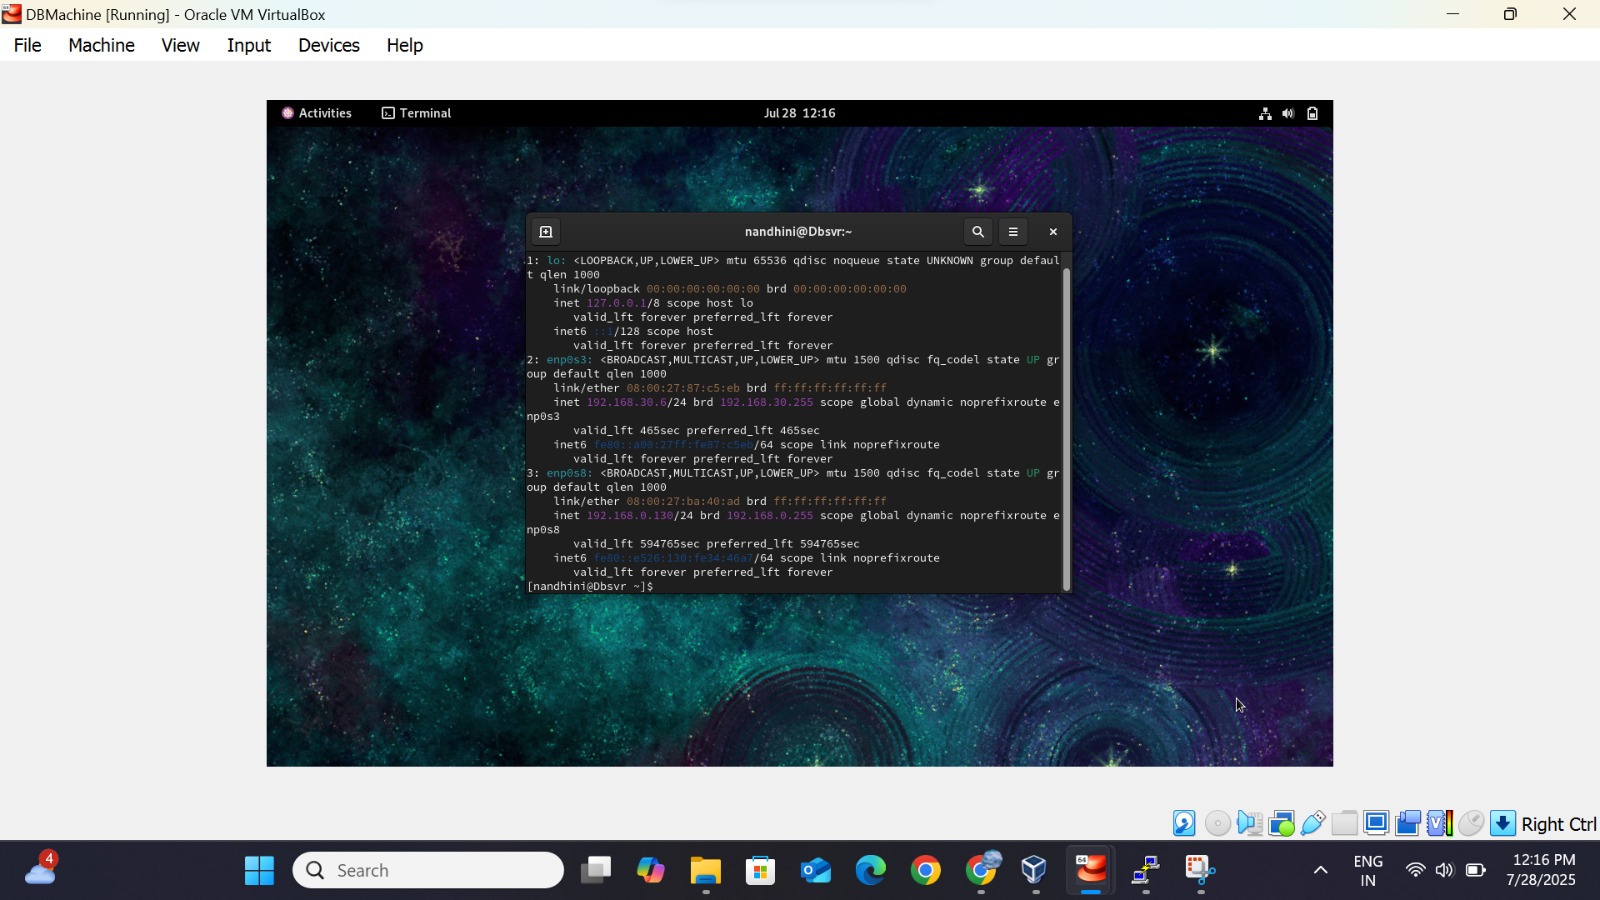 DBMachine [Running] - Oracle VM VirtualBox
File Machine View Input Devices Help
Activities Terminal Jul 28 12:16
nandhini@Dbsvr:~
1: lo: <LOOPBACK,UP,LOWER_UP> mtu 65536 qdisc noqueue state UNKNOWN group defaul
t qlen 1000
link/loopback 00:00:00:00:00:00 brd 00:00:00:00:00:00
inet 127.0.0.1/8 scope host lo
valid_lft forever preferred_lft forever
inet6 ::1/128 scope host
valid_lft forever preferred_lft forever
2: enp0s3: <BROADCAST,MULTICAST,UP,LOWER_UP> mtu 1500 qdisc fq_codel state UP gr
oup default qlen 1000
link/ether 08:00:27:87:c5:eb brd ff:ff:ff:ff:ff:ff
inet 192.168.30.6/24 brd 192.168.30.255 scope global dynamic noprefixroute e
np0s3
valid_lft 465sec preferred_lft 465sec
inet6 fe80::a00:27ff:fe87:c5eb/64 scope link noprefixroute
valid_lft forever preferred_lft forever
3: enp0s8: <BROADCAST,MULTICAST,UP,LOWER_UP> mtu 1500 qdisc fq_codel state UP gr
oup default qlen 1000
link/ether 08:00:27:ba:40:ad brd ff:ff:ff:ff:ff:ff
inet 192.168.0.130/24 brd 192.168.0.255 scope global dynamic noprefixroute e
np0s8
valid_lft 594765sec preferred_lft 594765sec
inet6 fe80::e526:130:fe34:46a7/64 scope link noprefixroute
valid_lft forever preferred_lft forever
[nandhini@Dbsvr ~]$
Right Ctrl
4
Search
64
ENG
IN
12:16 PM
7/28/2025